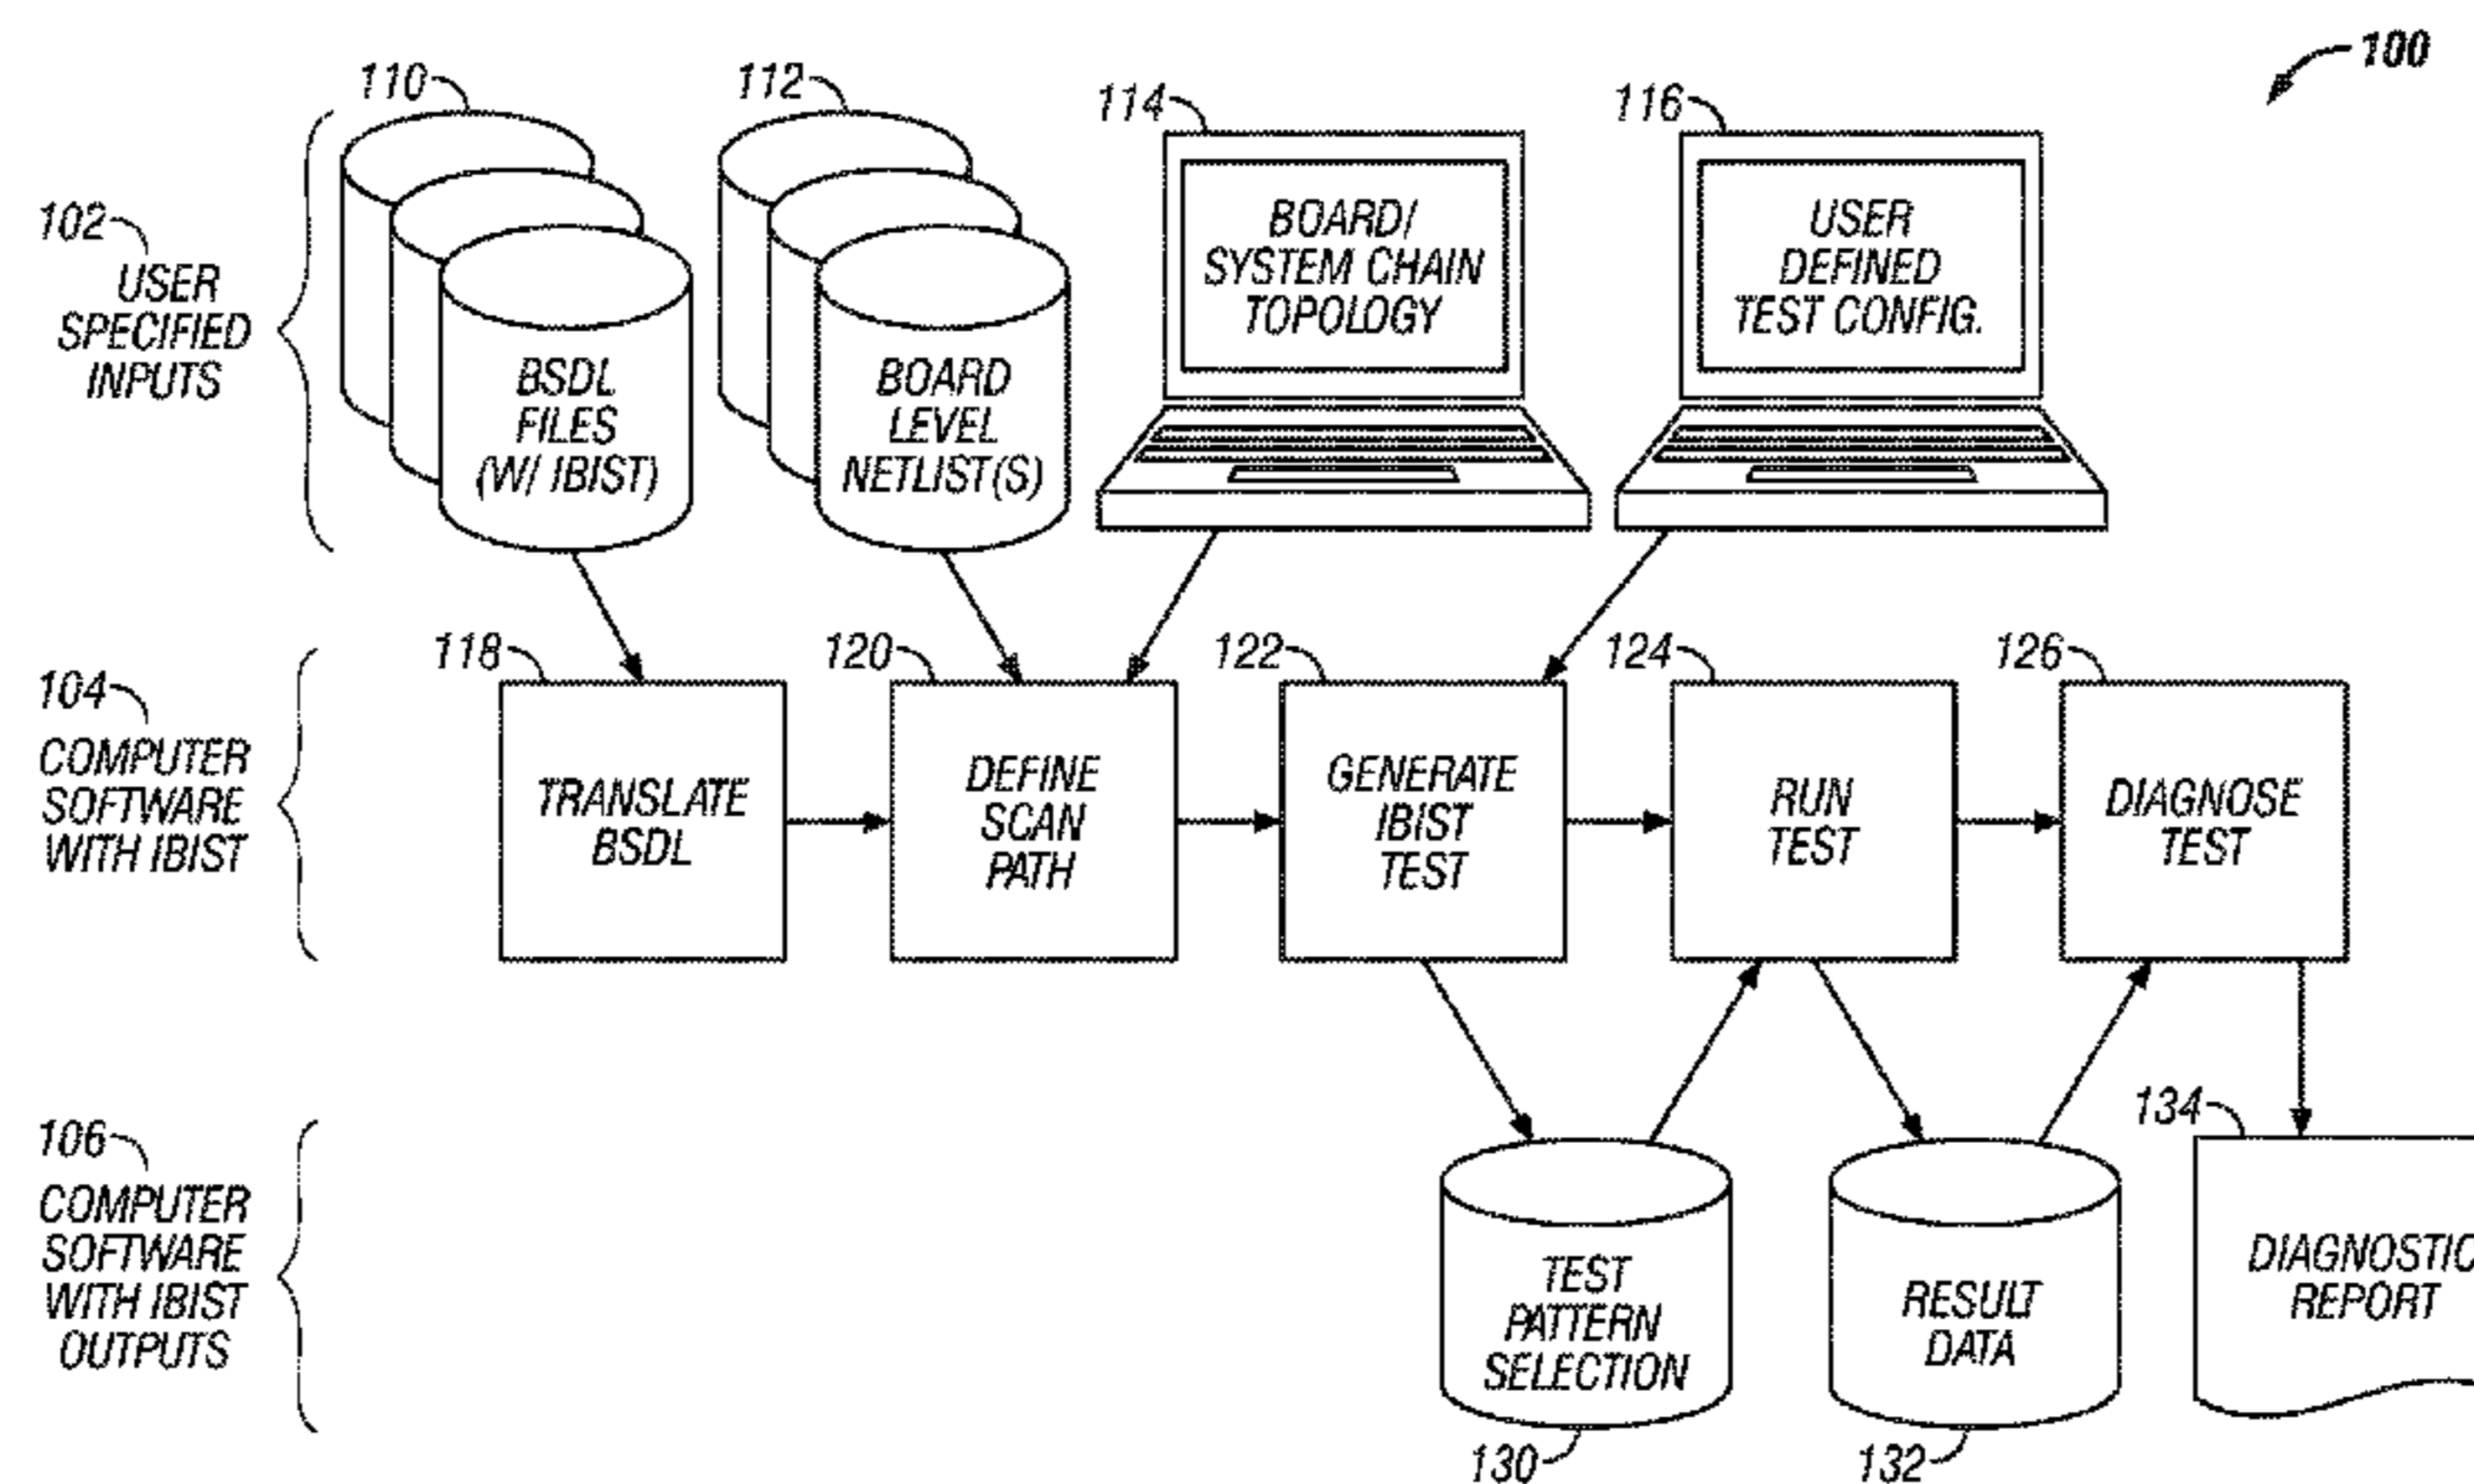 100
110
112
114
116
102
USER
SPECIFIED
INPUTS
BSDL
FILES
(W/ IBIST)
BOARD
LEVEL
NETLIST(S)
BOARD/
SYSTEM CHAIN
TOPOLOGY
USER
DEFINED
TEST CONFIG.
104
COMPUTER
SOFTWARE
WITH IBIST
118
TRANSLATE
BSDL
120
DEFINE
SCAN
PATH
122
GENERATE
IBIST
TEST
124
RUN
TEST
126
DIAGNOSE
TEST
106
COMPUTER
SOFTWARE
WITH IBIST
OUTPUTS
TEST
PATTERN
SELECTION
130
RESULT
DATA
132
134
DIAGNOSTIC
REPORT